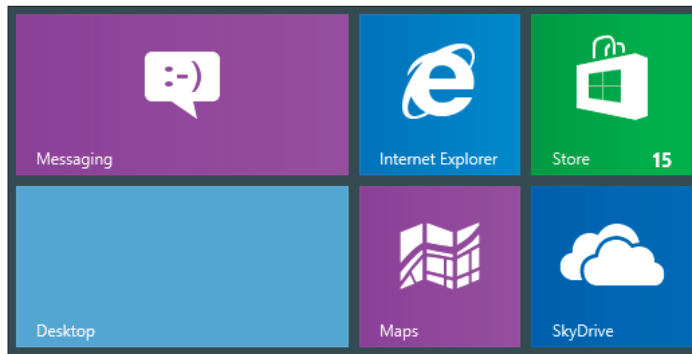 :-)
Messaging
Internet Explorer
Store 15
Desktop
Maps
SkyDrive